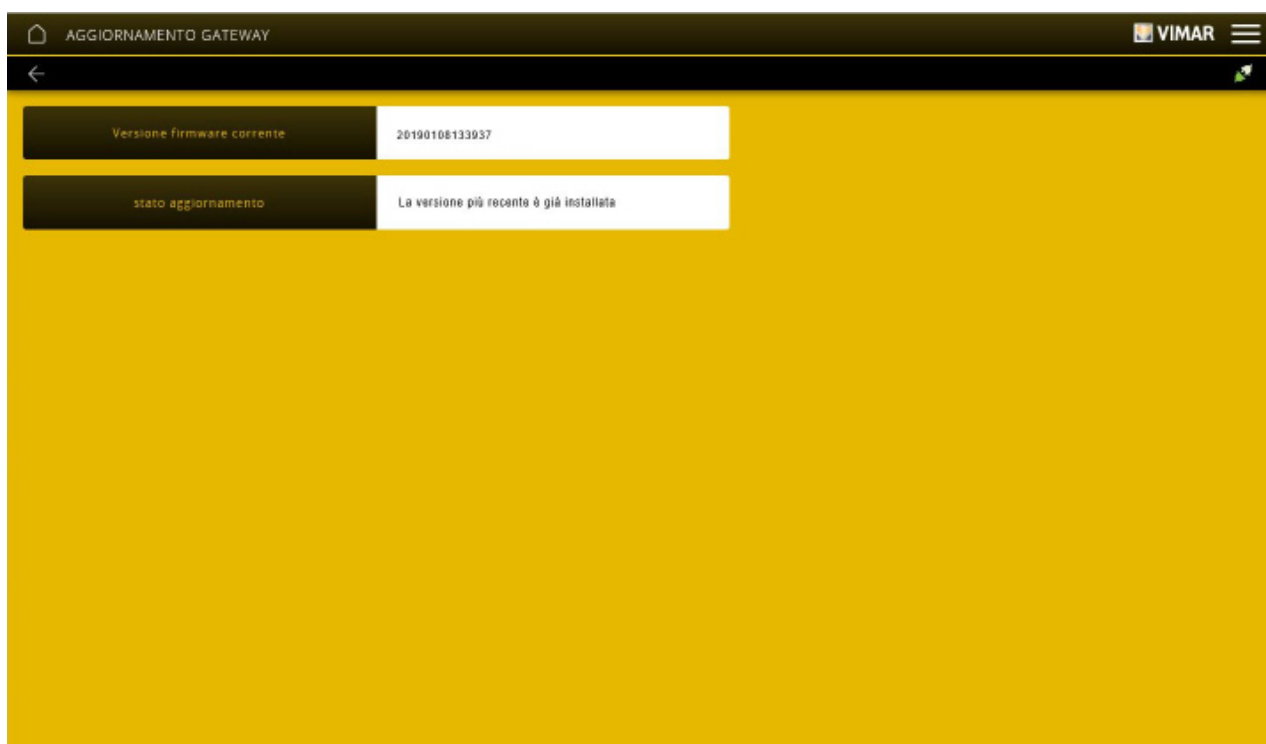 AGGIORNAMENTO GATEWAY
VIMAR
Versione firmware corrente
20190108133937
stato aggiornamento
La versione più recente è già installata